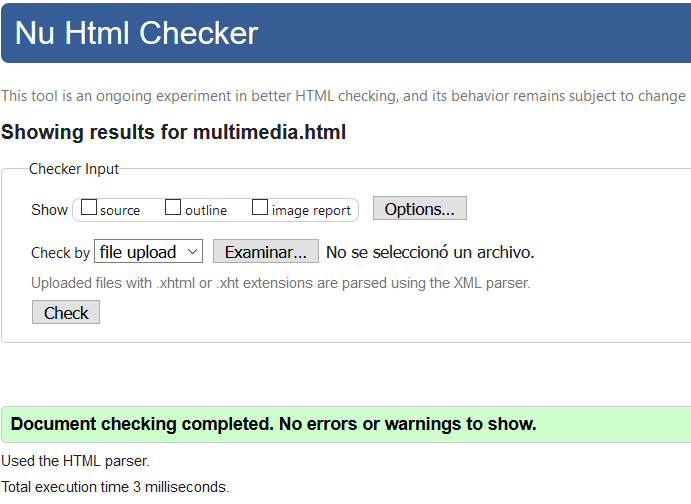 Nu Html Checker
This tool is an ongoing experiment in better HTML checking, and its behavior remains subject to change
Showing results for multimedia.html
Checker Input
Show source outline image report Options...
Check by file upload Examinar... No se seleccionó un archivo.
Uploaded files with .xhtml or .xht extensions are parsed using the XML parser.
Check
Document checking completed. No errors or warnings to show.
Used the HTML parser.
Total execution time 3 milliseconds.